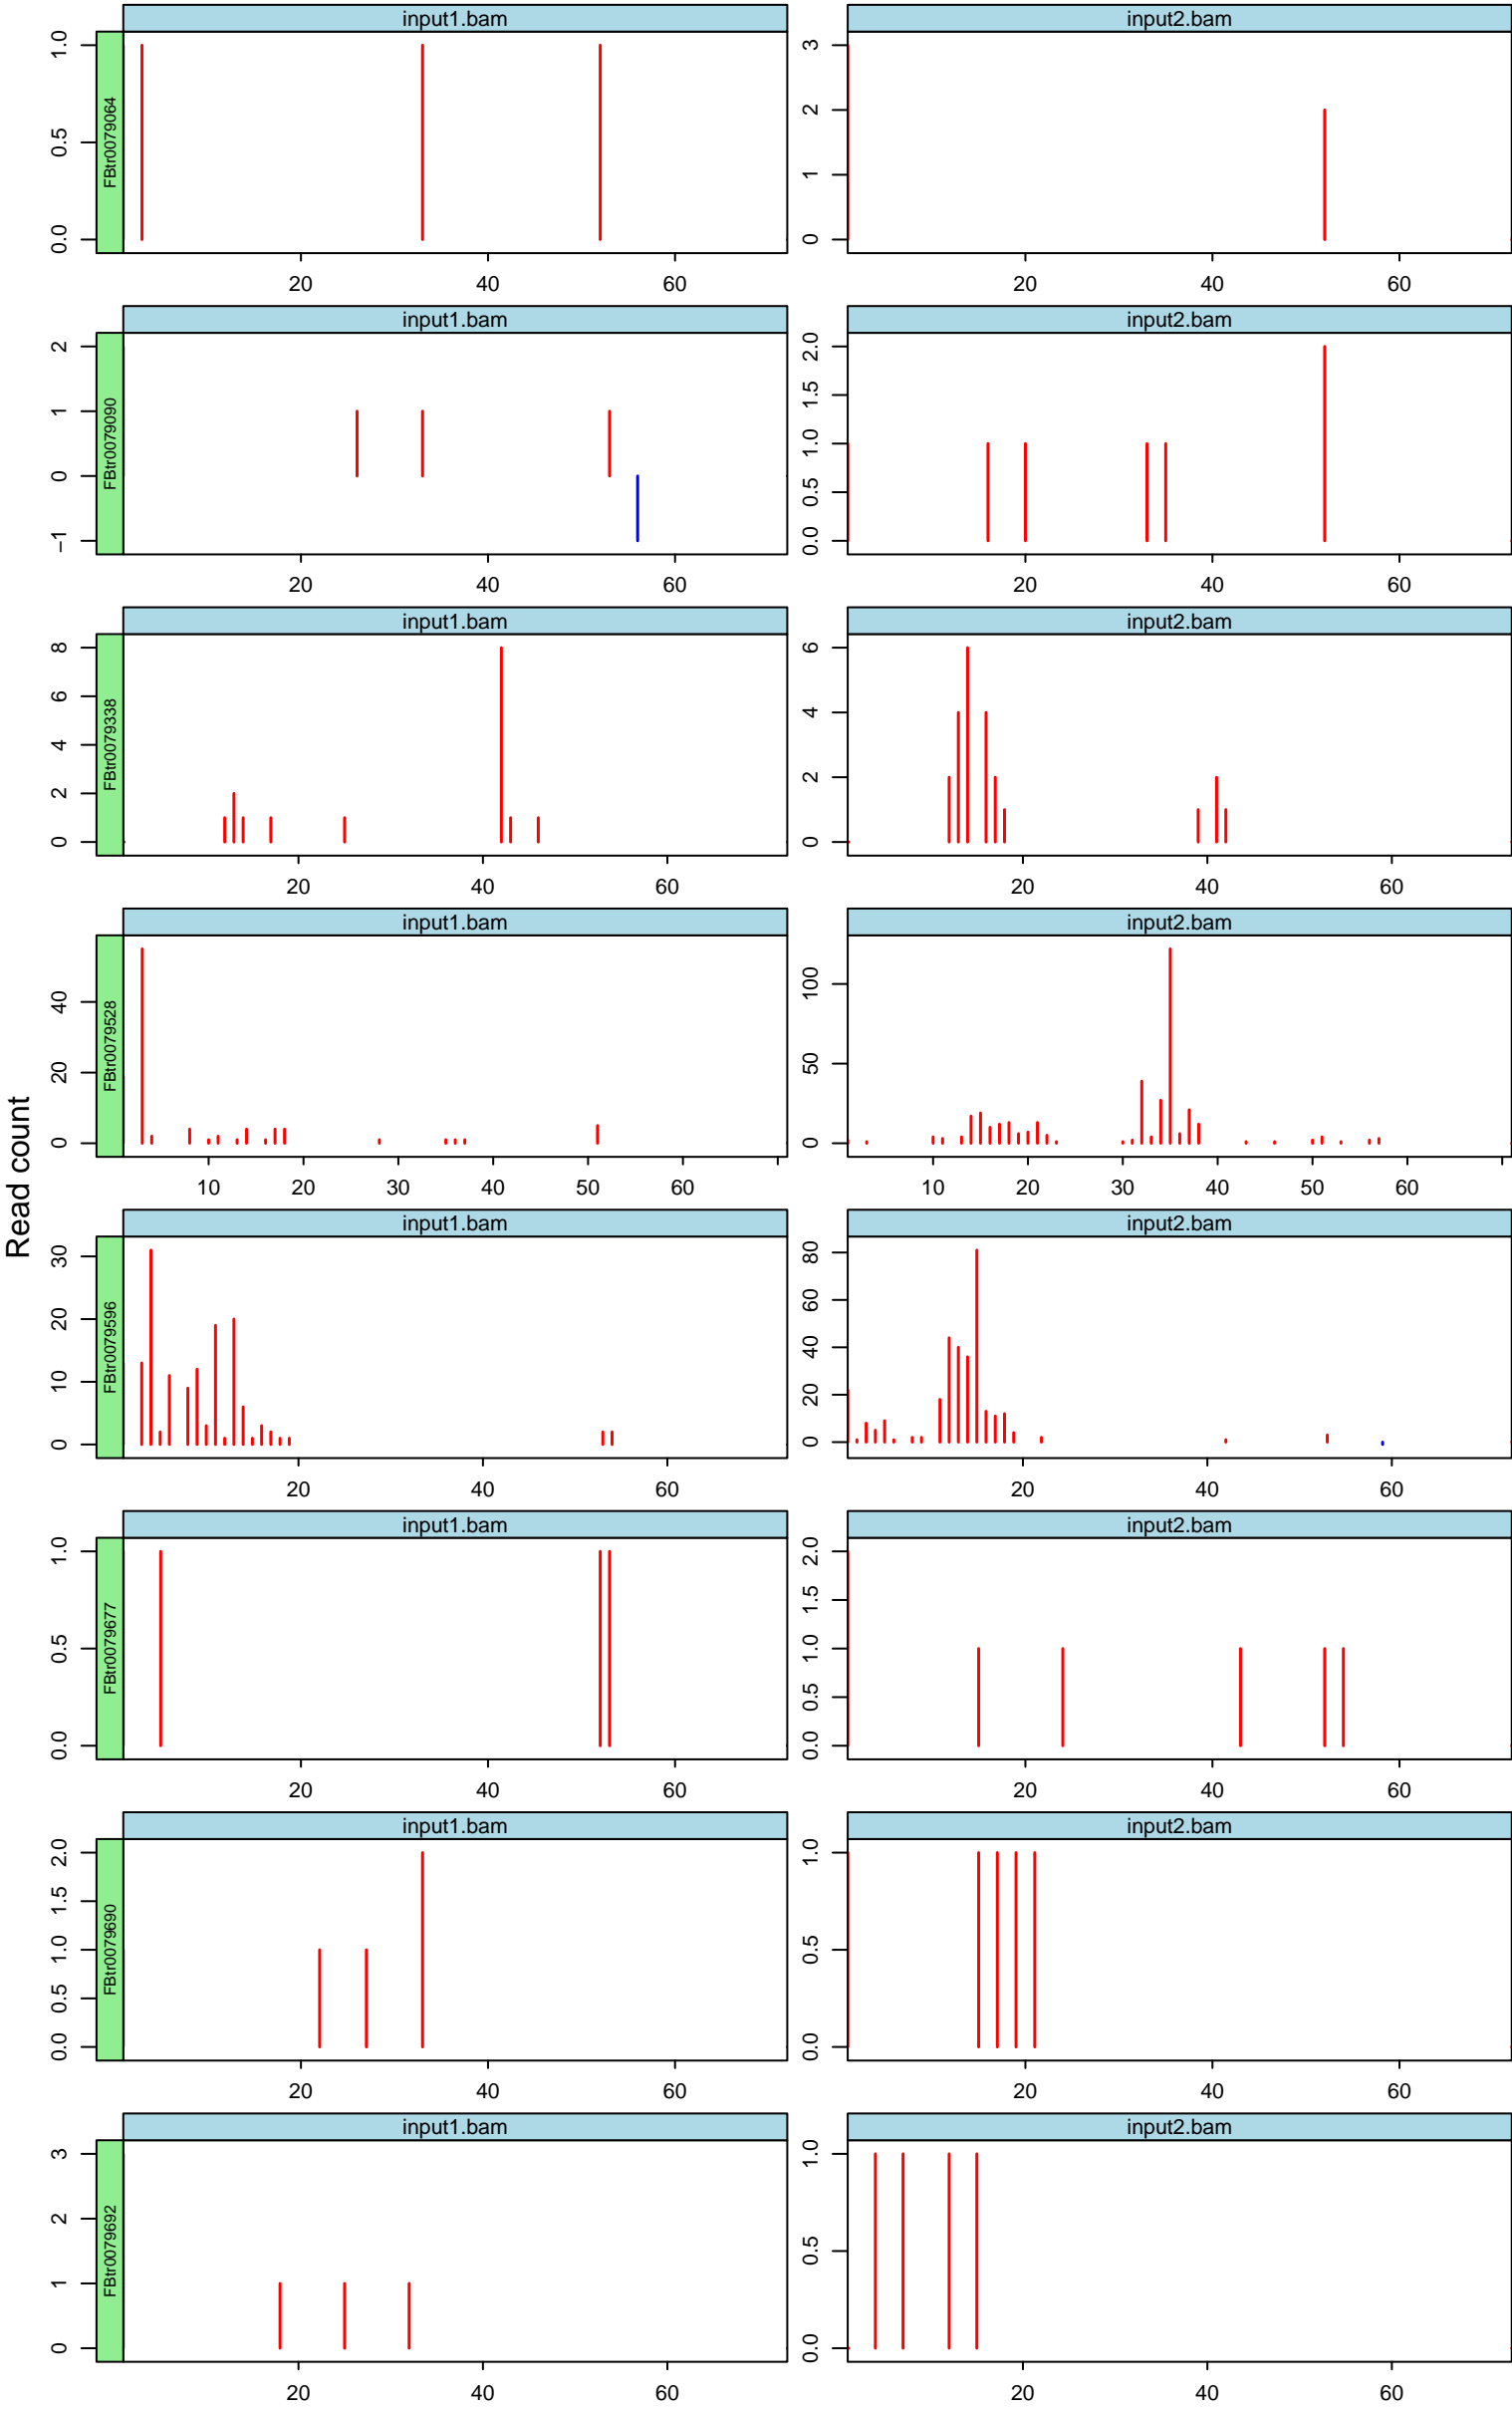 Read count
input1.bam
input2.bam
FBtr0079064
0.0 0.5 1.0
0 1 2 3
20 40 60
20 40 60
input1.bam
input2.bam
FBtr0079090
−1 0 1 2
0.0 0.5 1.0 1.5 2.0
20 40 60
20 40 60
input1.bam
input2.bam
FBtr0079338
0 2 4 6 8
0 2 4 6
20 40 60
20 40 60
input1.bam
input2.bam
FBtr0079528
0 20 40
0 50 100
10 20 30 40 50 60
10 20 30 40 50 60
input1.bam
input2.bam
FBtr0079596
0 10 20 30
0 20 40 60 80
20 40 60
20 40 60
input1.bam
input2.bam
FBtr0079677
0.0 0.5 1.0
0.0 0.5 1.0 1.5 2.0
20 40 60
20 40 60
input1.bam
input2.bam
FBtr0079690
0.0 0.5 1.0 1.5 2.0
0.0 0.5 1.0
20 40 60
20 40 60
input1.bam
input2.bam
FBtr0079692
0 1 2 3
0.0 0.5 1.0
20 40 60
20 40 60